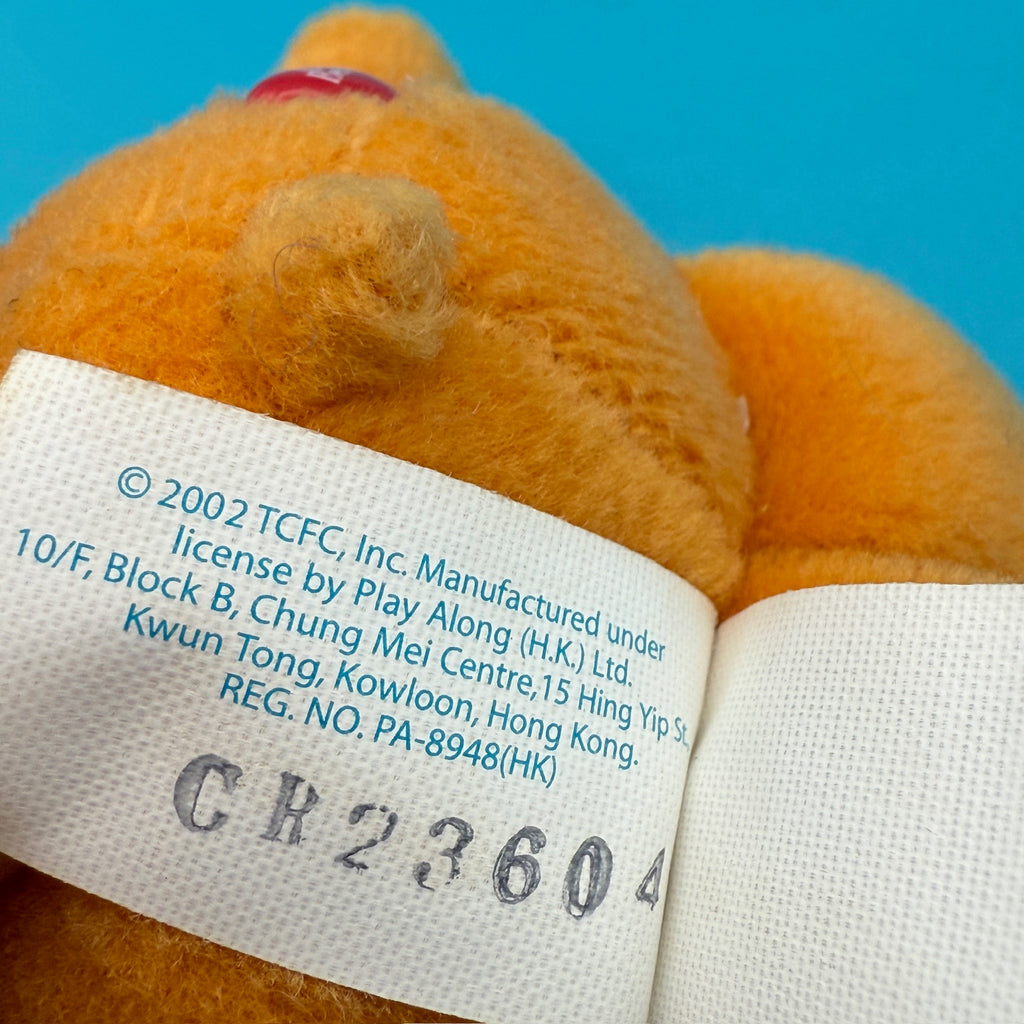 © 2002 TCFC, Inc. Manufactured under
license by Play Along (H.K.) Ltd.
10/F, Block B, Chung Mei Centre,15 Hing Yip St.
Kwun Tong, Kowloon, Hong Kong.
REG. NO. PA-8948(HK)
CR23604